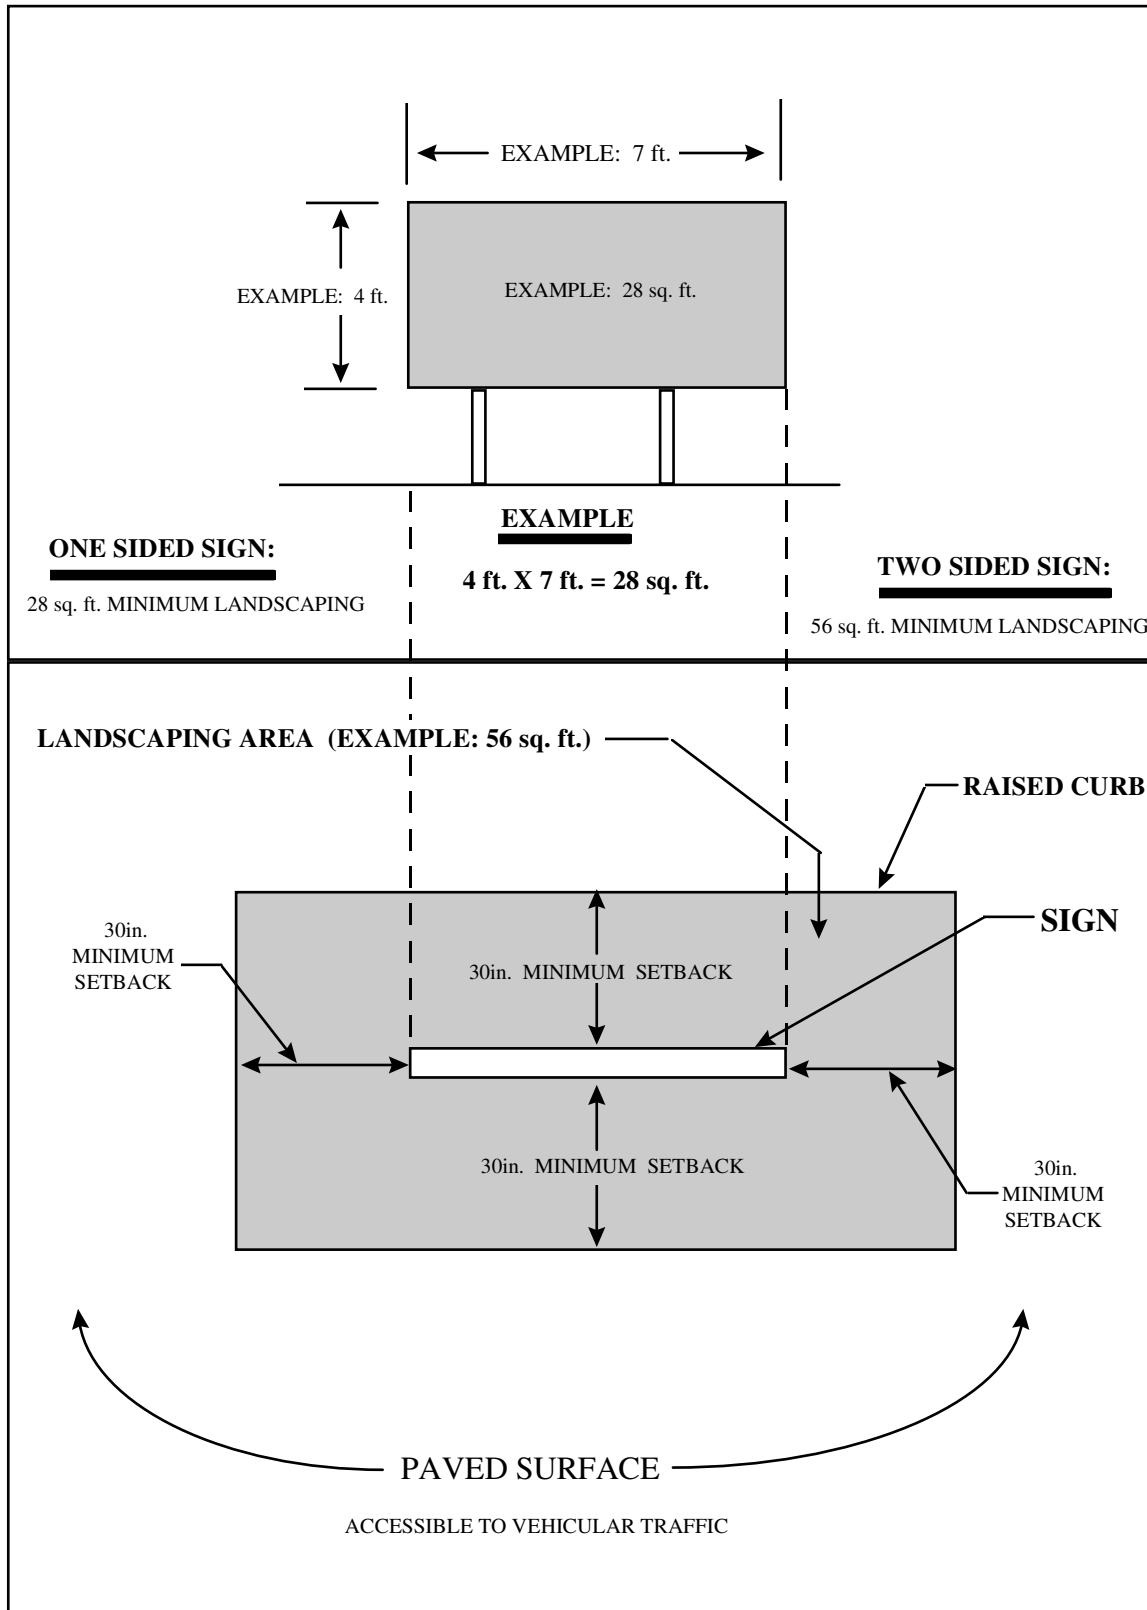 EXAMPLE: 7 ft.
EXAMPLE: 4 ft.
EXAMPLE: 28 sq. ft.
EXAMPLE
4 ft. X 7 ft. = 28 sq. ft.
ONE SIDED SIGN:
28 sq. ft. MINIMUM LANDSCAPING
TWO SIDED SIGN:
56 sq. ft. MINIMUM LANDSCAPING
LANDSCAPING AREA (EXAMPLE: 56 sq. ft.)
RAISED CURB
SIGN
30in.
MINIMUM
SETBACK
30in. MINIMUM SETBACK
30in. MINIMUM SETBACK
30in.
MINIMUM
SETBACK
PAVED SURFACE
ACCESSIBLE TO VEHICULAR TRAFFIC